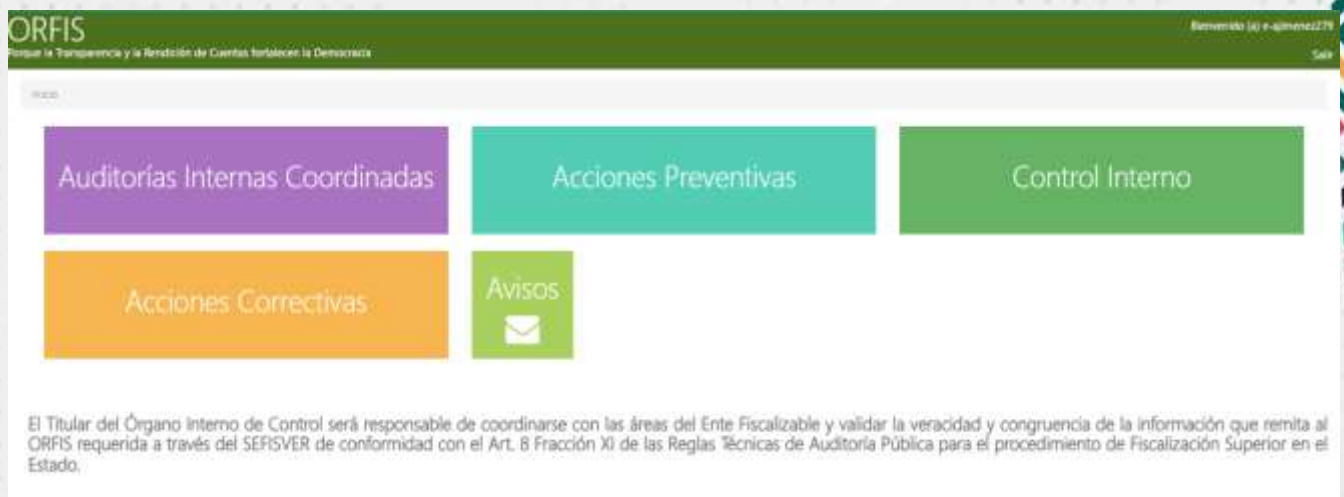 ORFIS
Bienvenido (a) e-ajimenez279
Porque la Transparencia y la Rendición de Cuentas fortalecen la Democracia
Salir
Inicio
Auditorías Internas Coordinadas
Acciones Preventivas
Control Interno
Acciones Correctivas
Avisos
El Titular del Órgano Interno de Control será responsable de coordinarse con las áreas del Ente Fiscalizable y validar la veracidad y congruencia de la información que remita al
ORFIS requerida a través del SEFISVER de conformidad con el Art. 8 Fracción XI de las Reglas Técnicas de Auditoría Pública para el procedimiento de Fiscalización Superior en el
Estado.